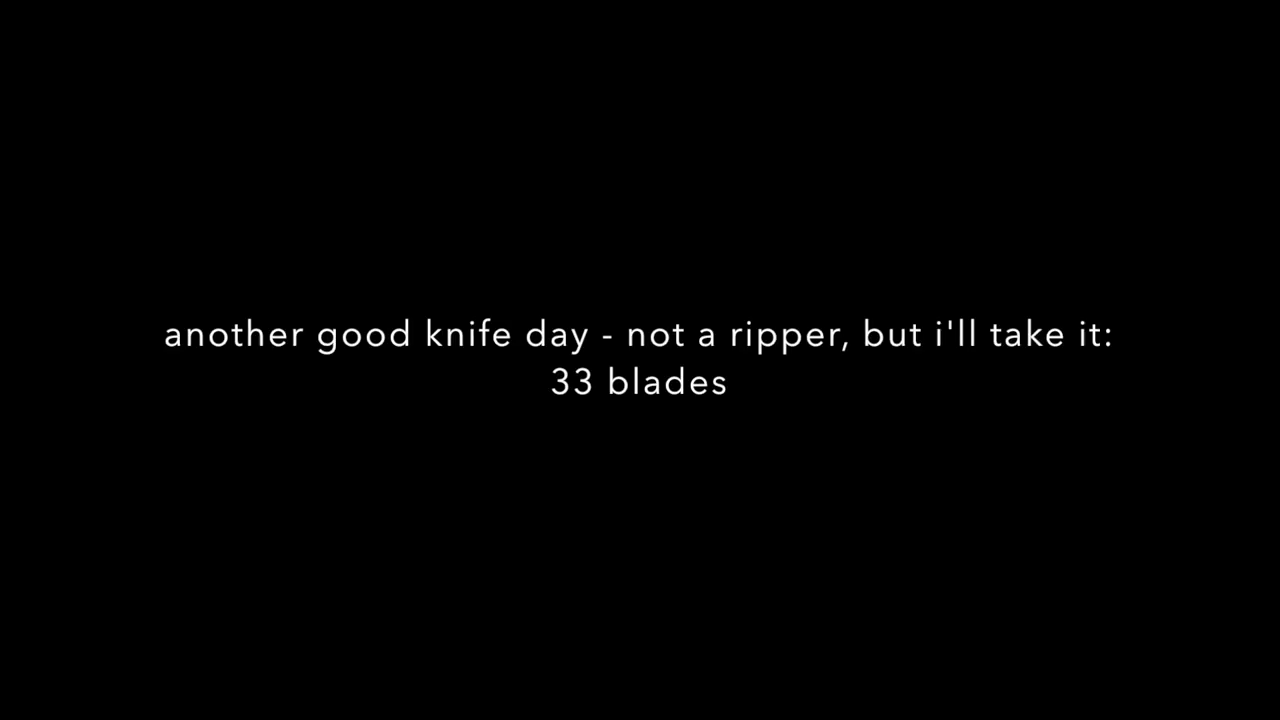 another good knife day - not a ripper, but i'll take it:
33 blades